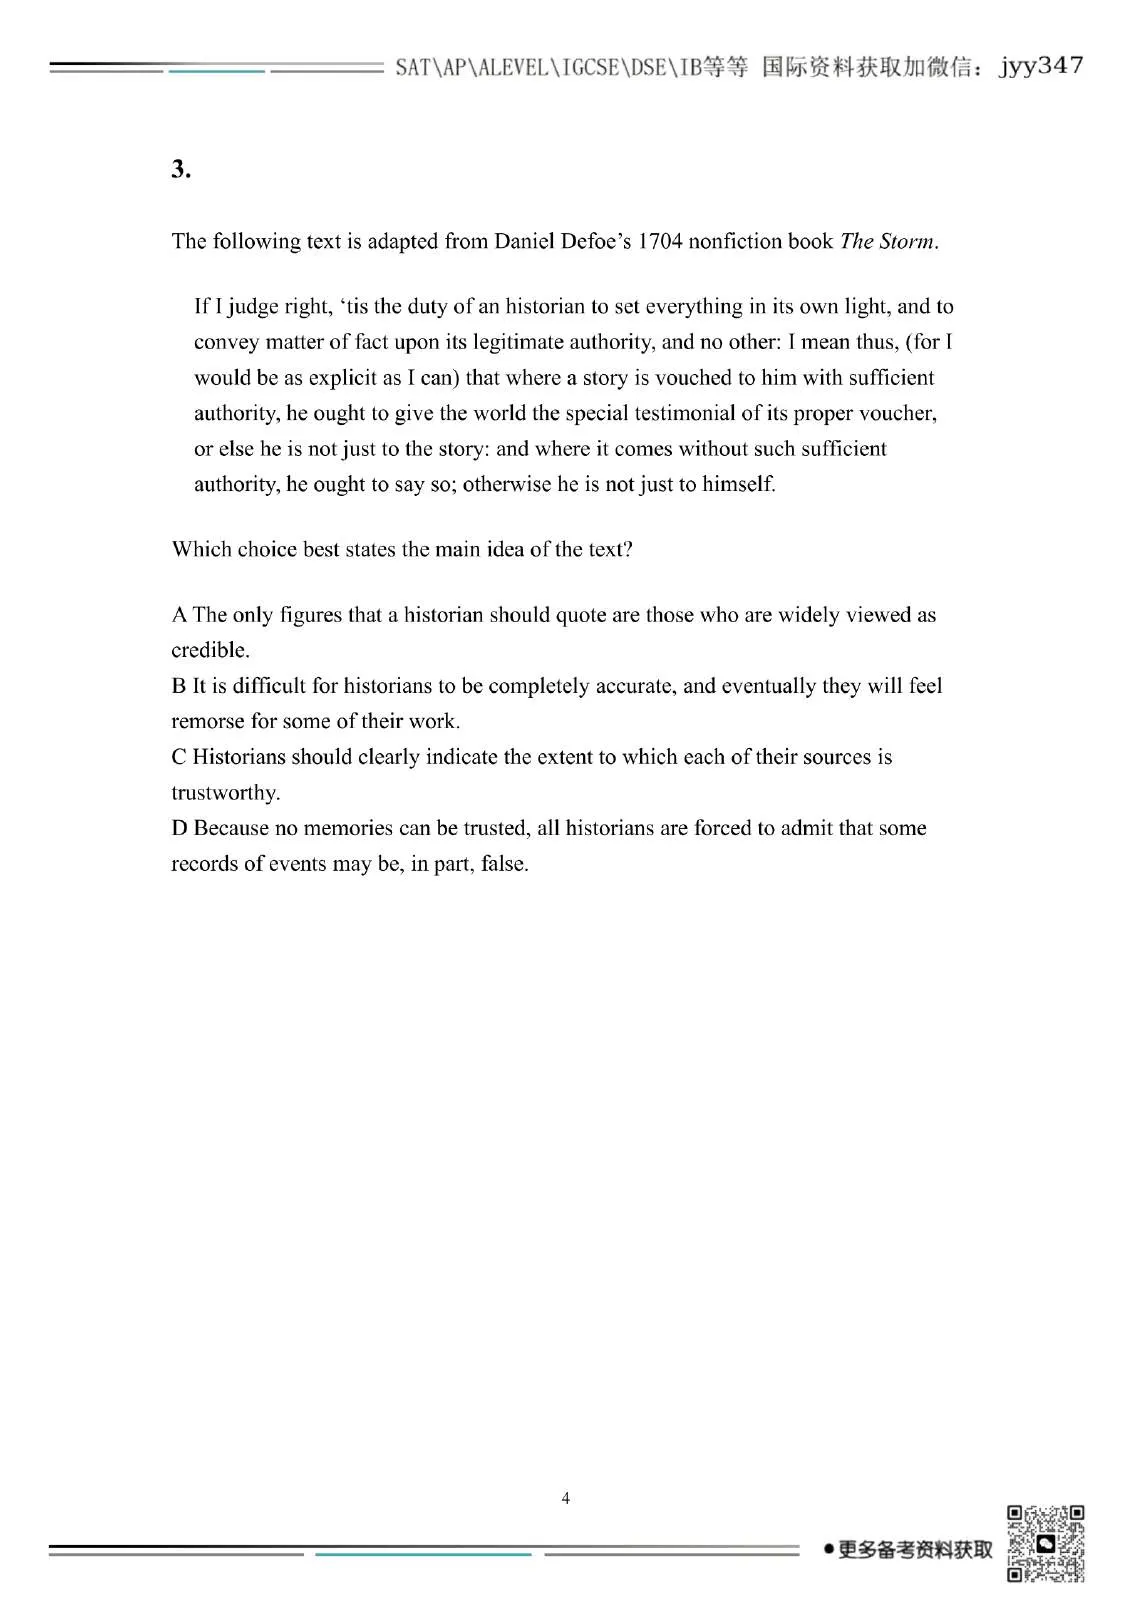 SAT\AP\ALEVEL\IGCSE\DSE\IB等等 国际资料获取加微信：jyy347
3.
The following text is adapted from Daniel Defoe’s 1704 nonfiction book The Storm.
If I judge right, ‘tis the duty of an historian to set everything in its own light, and to
convey matter of fact upon its legitimate authority, and no other: I mean thus, (for I
would be as explicit as I can) that where a story is vouched to him with sufficient
authority, he ought to give the world the special testimonial of its proper voucher,
or else he is not just to the story: and where it comes without such sufficient
authority, he ought to say so; otherwise he is not just to himself.
Which choice best states the main idea of the text?
A The only figures that a historian should quote are those who are widely viewed as
credible.
B It is difficult for historians to be completely accurate, and eventually they will feel
remorse for some of their work.
C Historians should clearly indicate the extent to which each of their sources is
trustworthy.
D Because no memories can be trusted, all historians are forced to admit that some
records of events may be, in part, false.
4
●更多备考资料获取